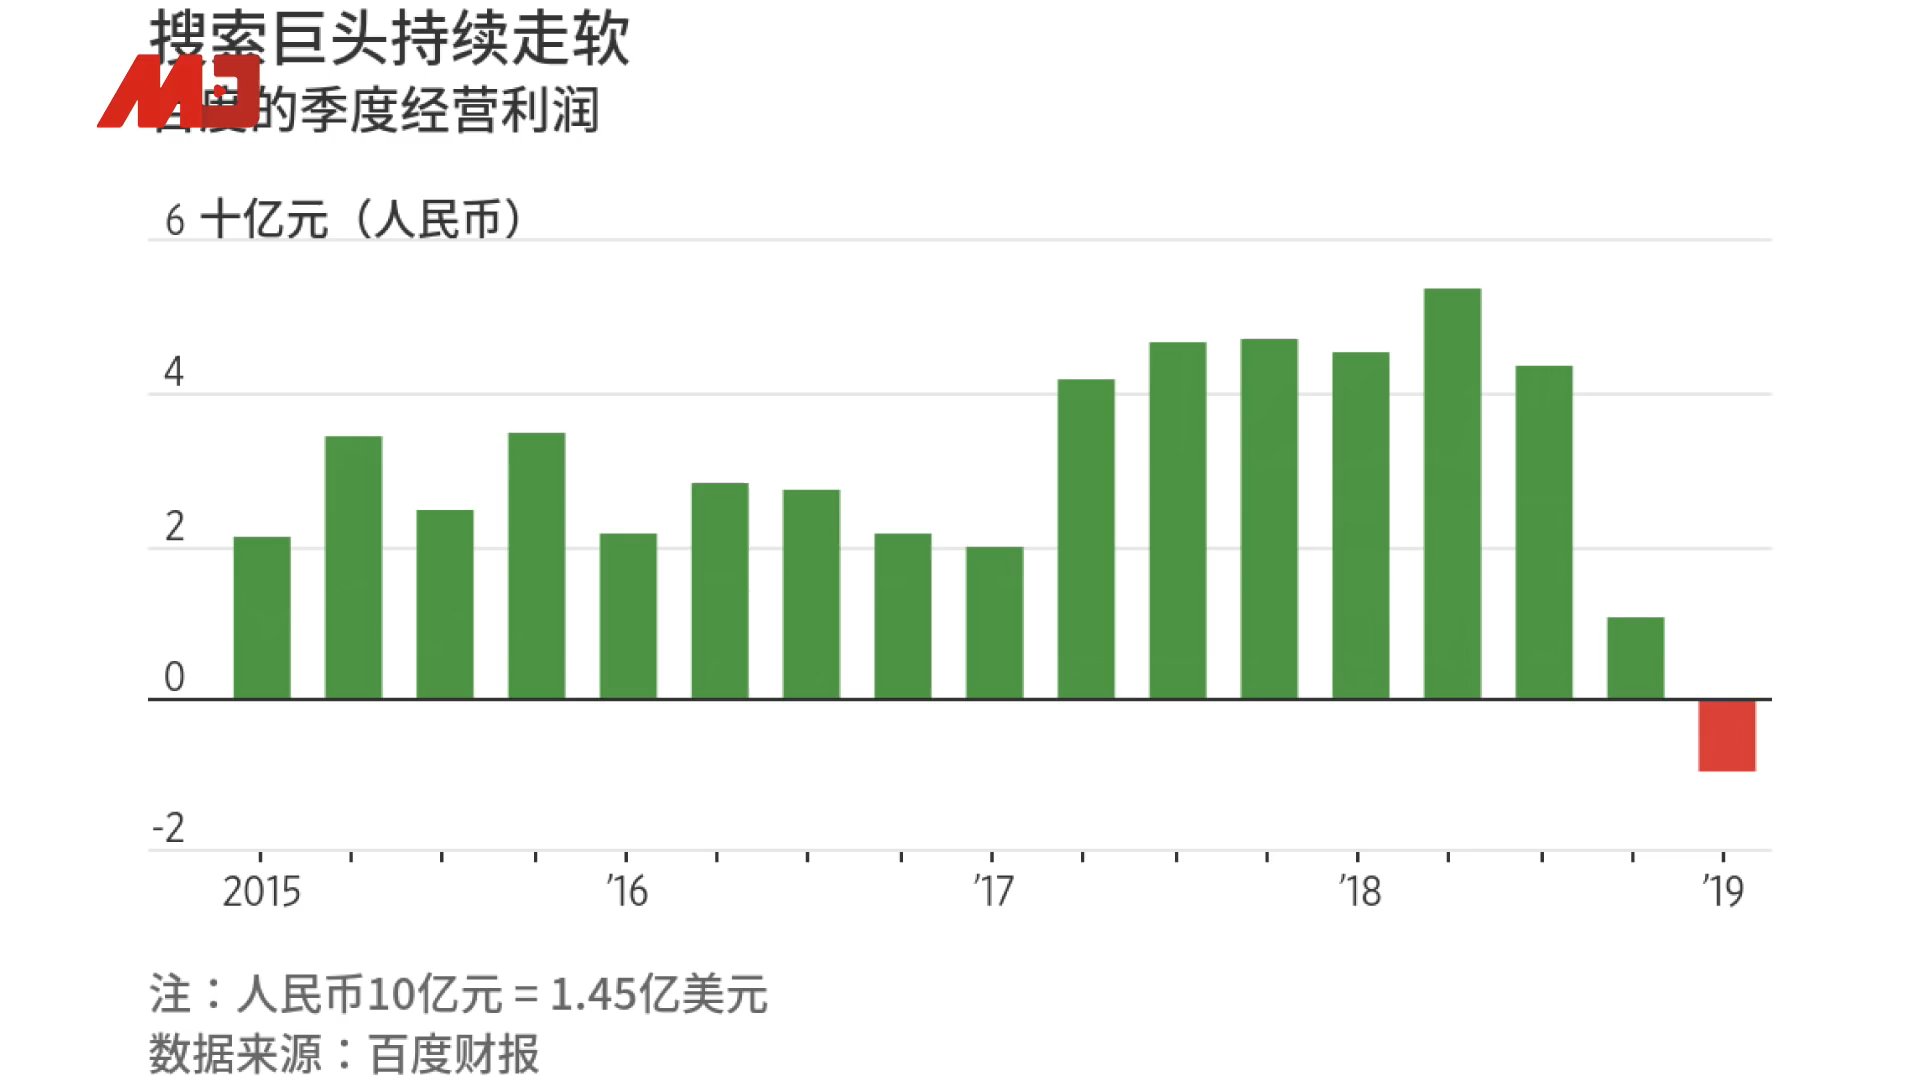 搜索巨头持续走软
百度的季度经营利润
6 十亿元（人民币）
4
2
0
-2
2015 ’16 ’17 ’18 ’19
注：人民币10亿元 = 1.45亿美元
数据来源：百度财报